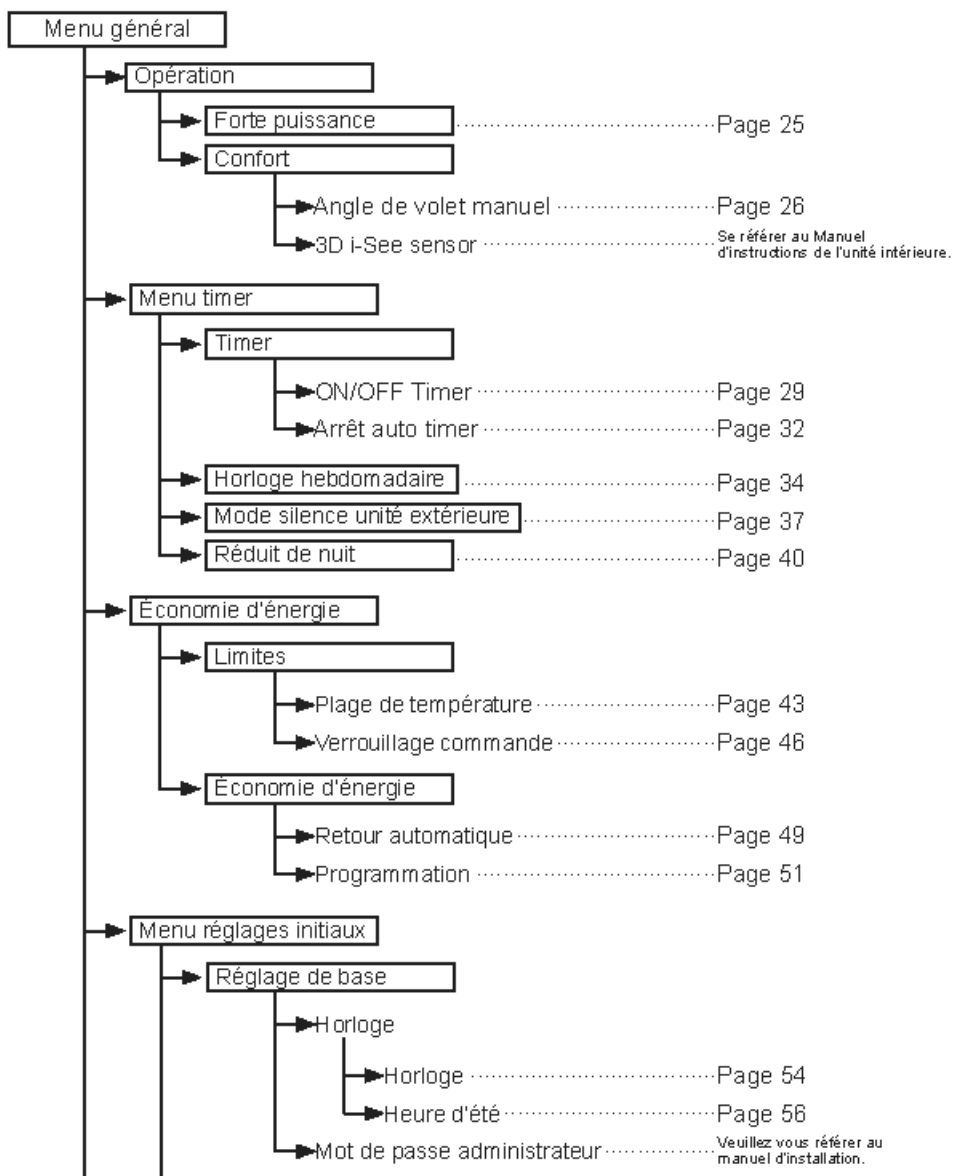 Menu général
Opération
Forte puissance ········ Page 25
Confort
Angle de volet manuel ········ Page 26
3D i-See sensor ········ Se référer au Manuel
d'instructions de l'unité intérieure.
Menu timer
Timer
ON/OFF Timer ········ Page 29
Arrêt auto timer ········ Page 32
Horloge hebdomadaire ········ Page 34
Mode silence unité extérieure ········ Page 37
Réduit de nuit ········ Page 40
Économie d'énergie
Limites
Plage de température ········ Page 43
Verrouillage commande ········ Page 46
Économie d'énergie
Retour automatique ········ Page 49
Programmation ········ Page 51
Menu réglages initiaux
Réglage de base
Horloge
Horloge ········ Page 54
Heure d'été ········ Page 56
Mot de passe administrateur ········ Veuillez vous référer au
manuel d'installation.